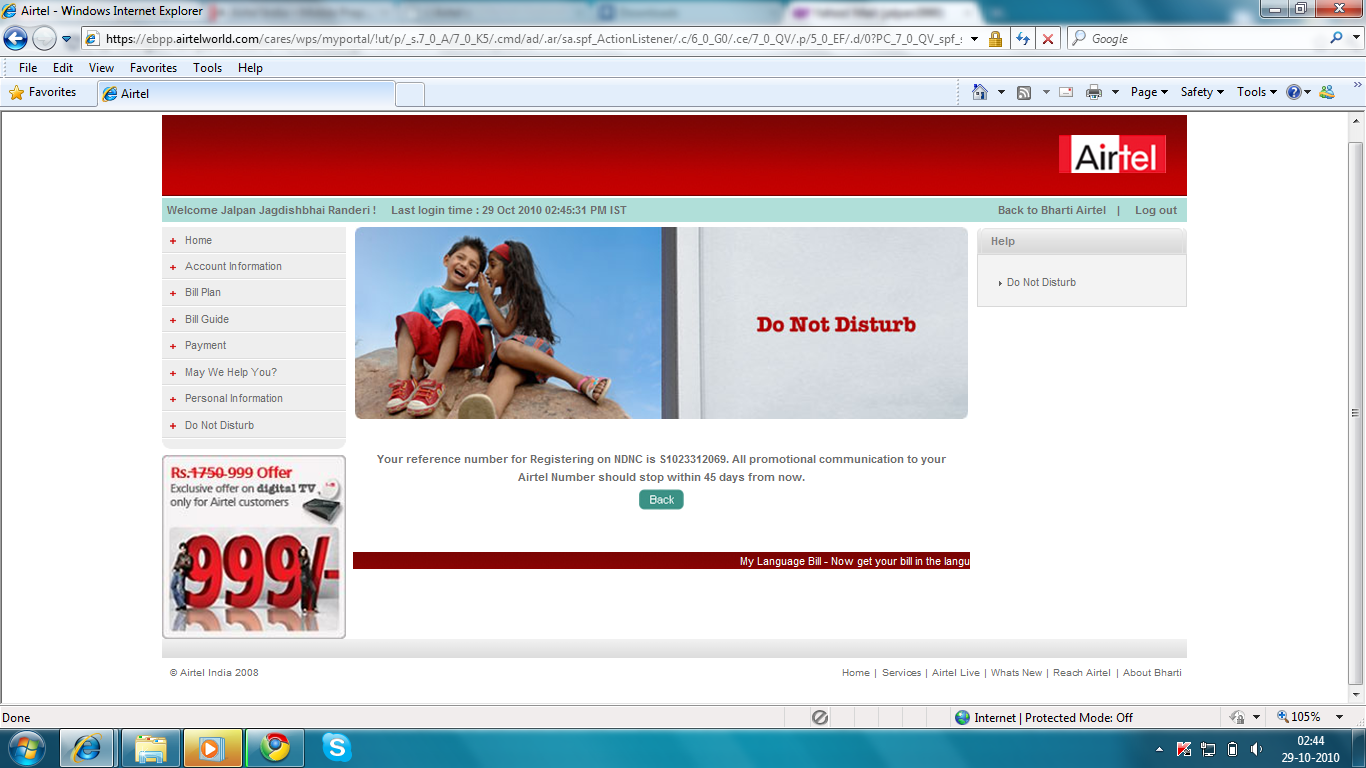 Airtel - Windows Internet Explorer
https://ebpp.airtelworld.com/cares/wps/myportal/!ut/p/_s.7_0_A/7_0_K5/.cmd/ad/.ar/sa.spf_ActionListener/.c/6_0_69/.ce/7_0_QV/.p/5_0_EF/.d/0?PC_7_0_QV_spf_s
Google
File Edit View Favorites Tools Help
Favorites
Airtel
Page Safety Tools
Airtel
Welcome Jalpan Jagdishbhai Randeri ! Last login time : 29 Oct 2010 02:45:31 PM IST
Back to Bharti Airtel | Log out
Home
Account Information
Bill Plan
Bill Guide
Payment
May We Help You?
Personal Information
Do Not Disturb
Do Not Disturb
Help
Do Not Disturb
Rs.1750 999 Offer
Exclusive offer on digital TV
only for Airtel customers
999/-
Your reference number for Registering on NDNC is S1023312069. All promotional communication to your
Airtel Number should stop within 45 days from now.
Back
My Language Bill - Now get your bill in the langu
© Airtel India 2008
Home | Services | Airtel Live | Whats New | Reach Airtel | About Bharti
Done
Internet | Protected Mode: Off
105%
02:44
29-10-2010